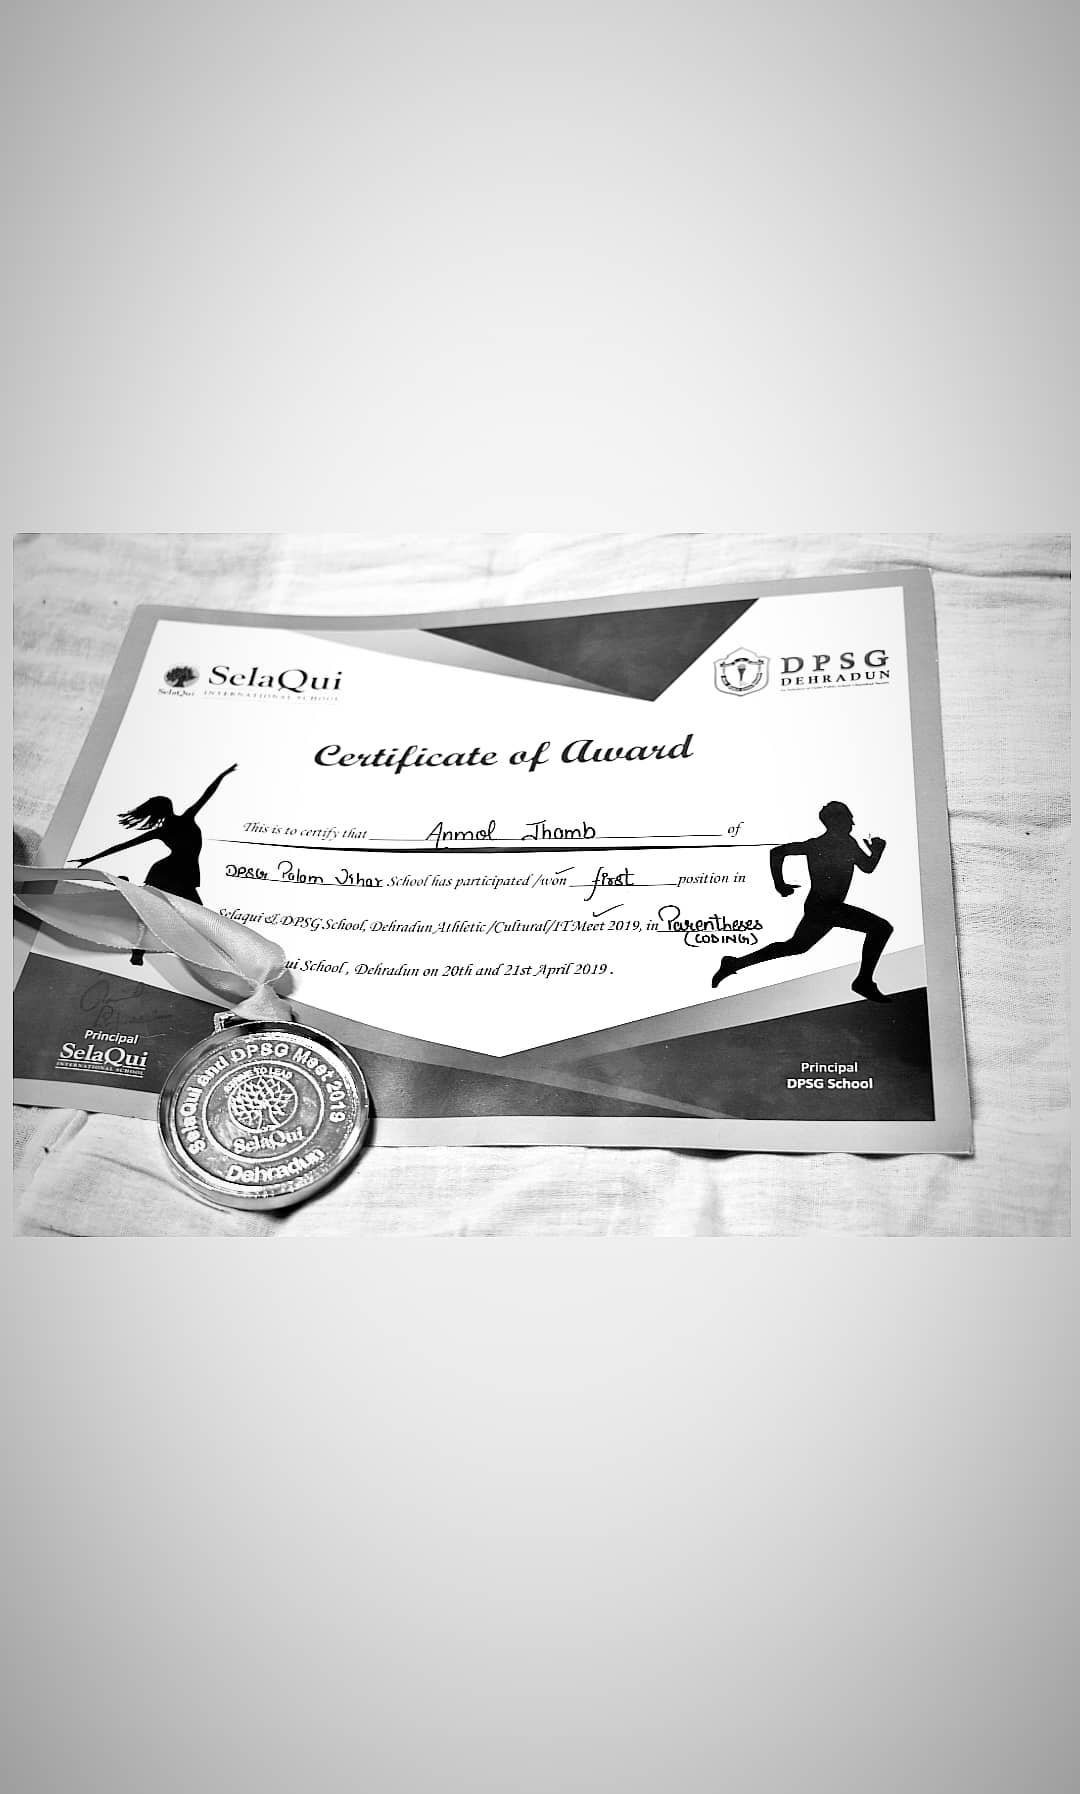 SelaQui
SelaQui INTERNATIONAL SCHOOL
DPSG
DEHRADUN
Certificate of Award
This is to certify that Anmol Jhamb of
DPSG Palam Vihar School has participated /won first position in
Selaqui & DPSG School, Dehradun Athletic/Cultural/IT Meet 2019, in Parentheses
(CODING)
ui School, Dehradun on 20th and 21st April 2019.
Principal
SelaQui
INTERNATIONAL SCHOOL
Principal
DPSG School
SelaQui and DPSG Meet 2019
TO LEAD
SelaQui
Dehradun